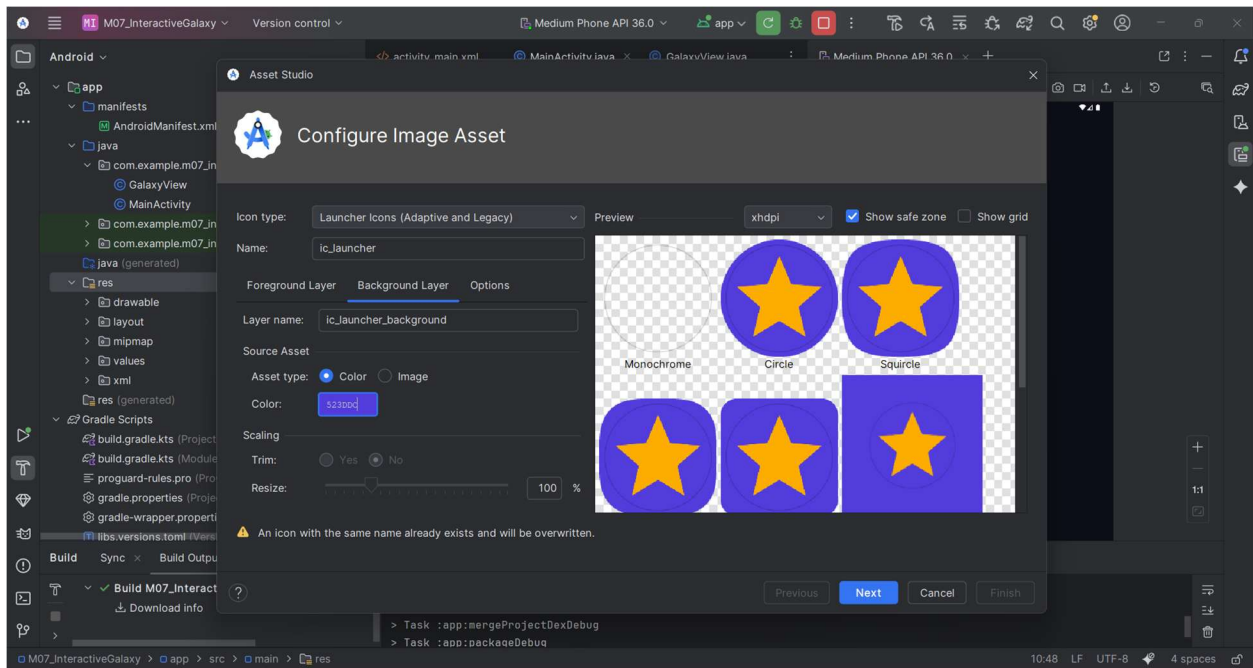 MI M07_InteractiveGalaxy Version control Medium Phone API 36.0 app
Android
activity_main.xml MainActivity.java GalaxyView.java Medium Phone API 36.0
app
manifests
AndroidManifest.xml
java
com.example.m07_in
GalaxyView
MainActivity
com.example.m07_in
com.example.m07_in
java (generated)
res
drawable
layout
mipmap
values
xml
res (generated)
Gradle Scripts
build.gradle.kts (Project
build.gradle.kts (Module
proguard-rules.pro (Pro
gradle.properties (Proje
gradle-wrapper.properti
libs.versions.toml (Vers
Asset Studio
Configure Image Asset
Icon type: Launcher Icons (Adaptive and Legacy)
Name: ic_launcher
Foreground Layer Background Layer Options
Layer name: ic_launcher_background
Source Asset
Asset type: Color Image
Color: 523DDC
Scaling
Trim: Yes No
Resize: 100 %
Preview xhdpi Show safe zone Show grid
Monochrome Circle Squircle
An icon with the same name already exists and will be overwritten.
? Previous Next Cancel Finish
1:1
Build Sync Build Outpu
Build M07_Interact
Download info
> Task :app:mergeProjectDexDebug
> Task :app:packageDebug
M07_InteractiveGalaxy > app > src > main > res 10:48 LF UTF-8 4 spaces